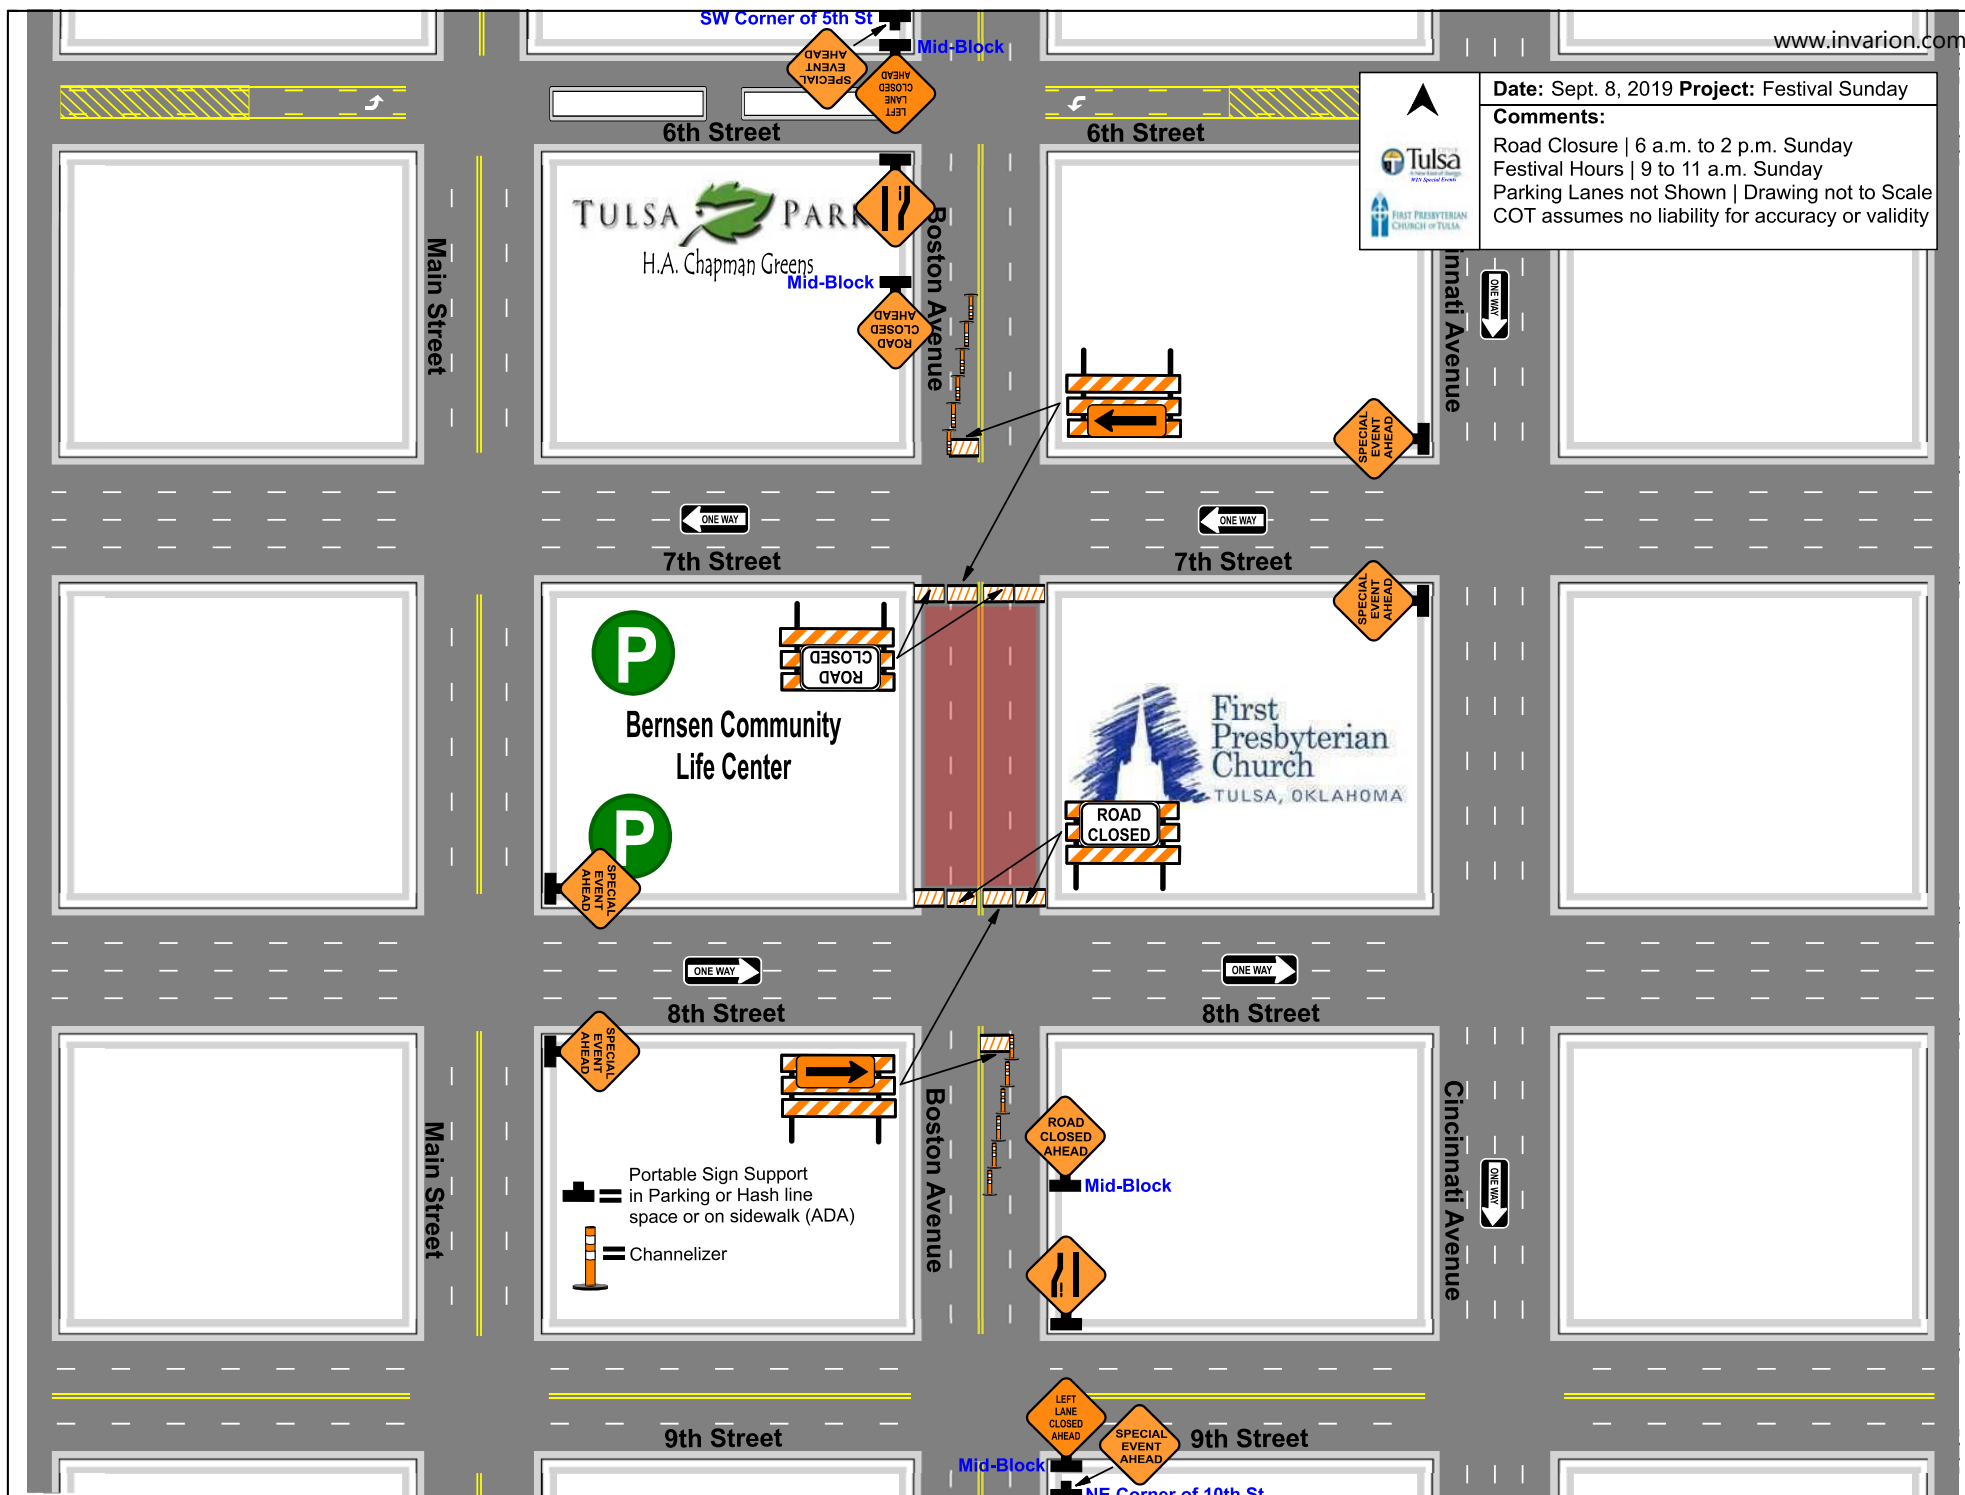 SW Corner of 5th St
Mid-Block
www.invarion.com
SPECIAL
EVENT
AHEAD
LEFT
LANE
CLOSED
AHEAD
6th Street
6th Street
Date: Sept. 8, 2019 Project: Festival Sunday
Comments:
Road Closure | 6 a.m. to 2 p.m. Sunday
Festival Hours | 9 to 11 a.m. Sunday
Parking Lanes not Shown | Drawing not to Scale
COT assumes no liability for accuracy or validity
Tulsa
WIN Special Events
FIRST PRESBYTERIAN
CHURCH OF TULSA
TULSA PARK
H.A. Chapman Greens
Mid-Block
ROAD
CLOSED
AHEAD
Main Street
Boston Avenue
innati Avenue
ONE WAY
SPECIAL
EVENT
AHEAD
ONE WAY
ONE WAY
7th Street
7th Street
SPECIAL
EVENT
AHEAD
P
ROAD
CLOSED
Bernsen Community
Life Center
First
Presbyterian
Church
TULSA, OKLAHOMA
P
ROAD
CLOSED
SPECIAL
EVENT
AHEAD
ONE WAY
ONE WAY
8th Street
8th Street
SPECIAL
EVENT
AHEAD
Main Street
Boston Avenue
Cincinnati Avenue
ROAD
CLOSED
AHEAD
Mid-Block
ONE WAY
Portable Sign Support
in Parking or Hash line
space or on sidewalk (ADA)
Channelizer
LEFT
LANE
CLOSED
AHEAD
SPECIAL
EVENT
AHEAD
9th Street
9th Street
Mid-Block
NE Corner of 10th St